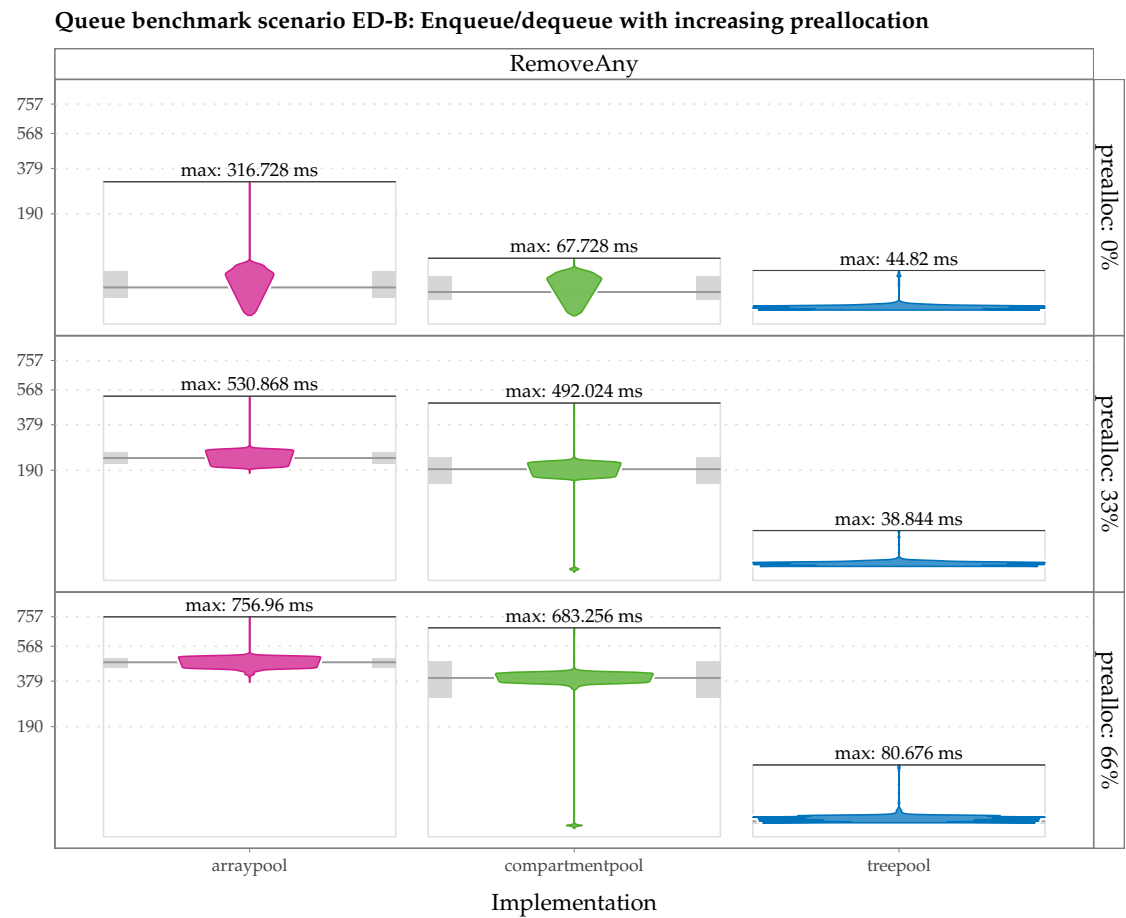 Queue benchmark scenario ED-B: Enqueue/dequeue with increasing preallocation
RemoveAny
757
568
379
190
max: 316.728 ms
max: 67.728 ms
max: 44.82 ms
prealloc: 0%
757
568
379
190
max: 530.868 ms
max: 492.024 ms
max: 38.844 ms
prealloc: 33%
757
568
379
190
max: 756.96 ms
max: 683.256 ms
max: 80.676 ms
prealloc: 66%
arraypool
compartmentpool
treepool
Implementation